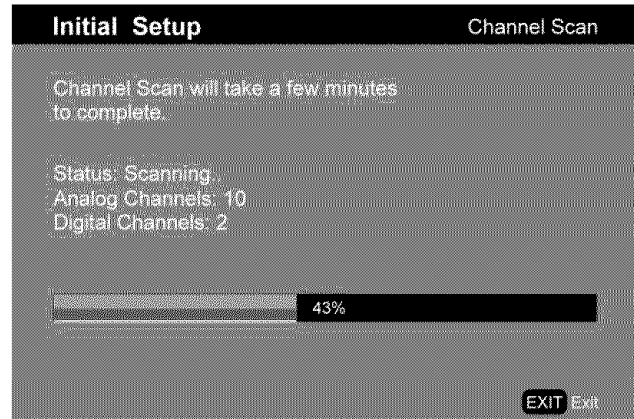 Initial Setup
Channel Scan
Channel Scan will take a few minutes
to complete.
Status: Scanning..
Analog Channels: 10
Digital Channels: 2
43%
EXIT Exit